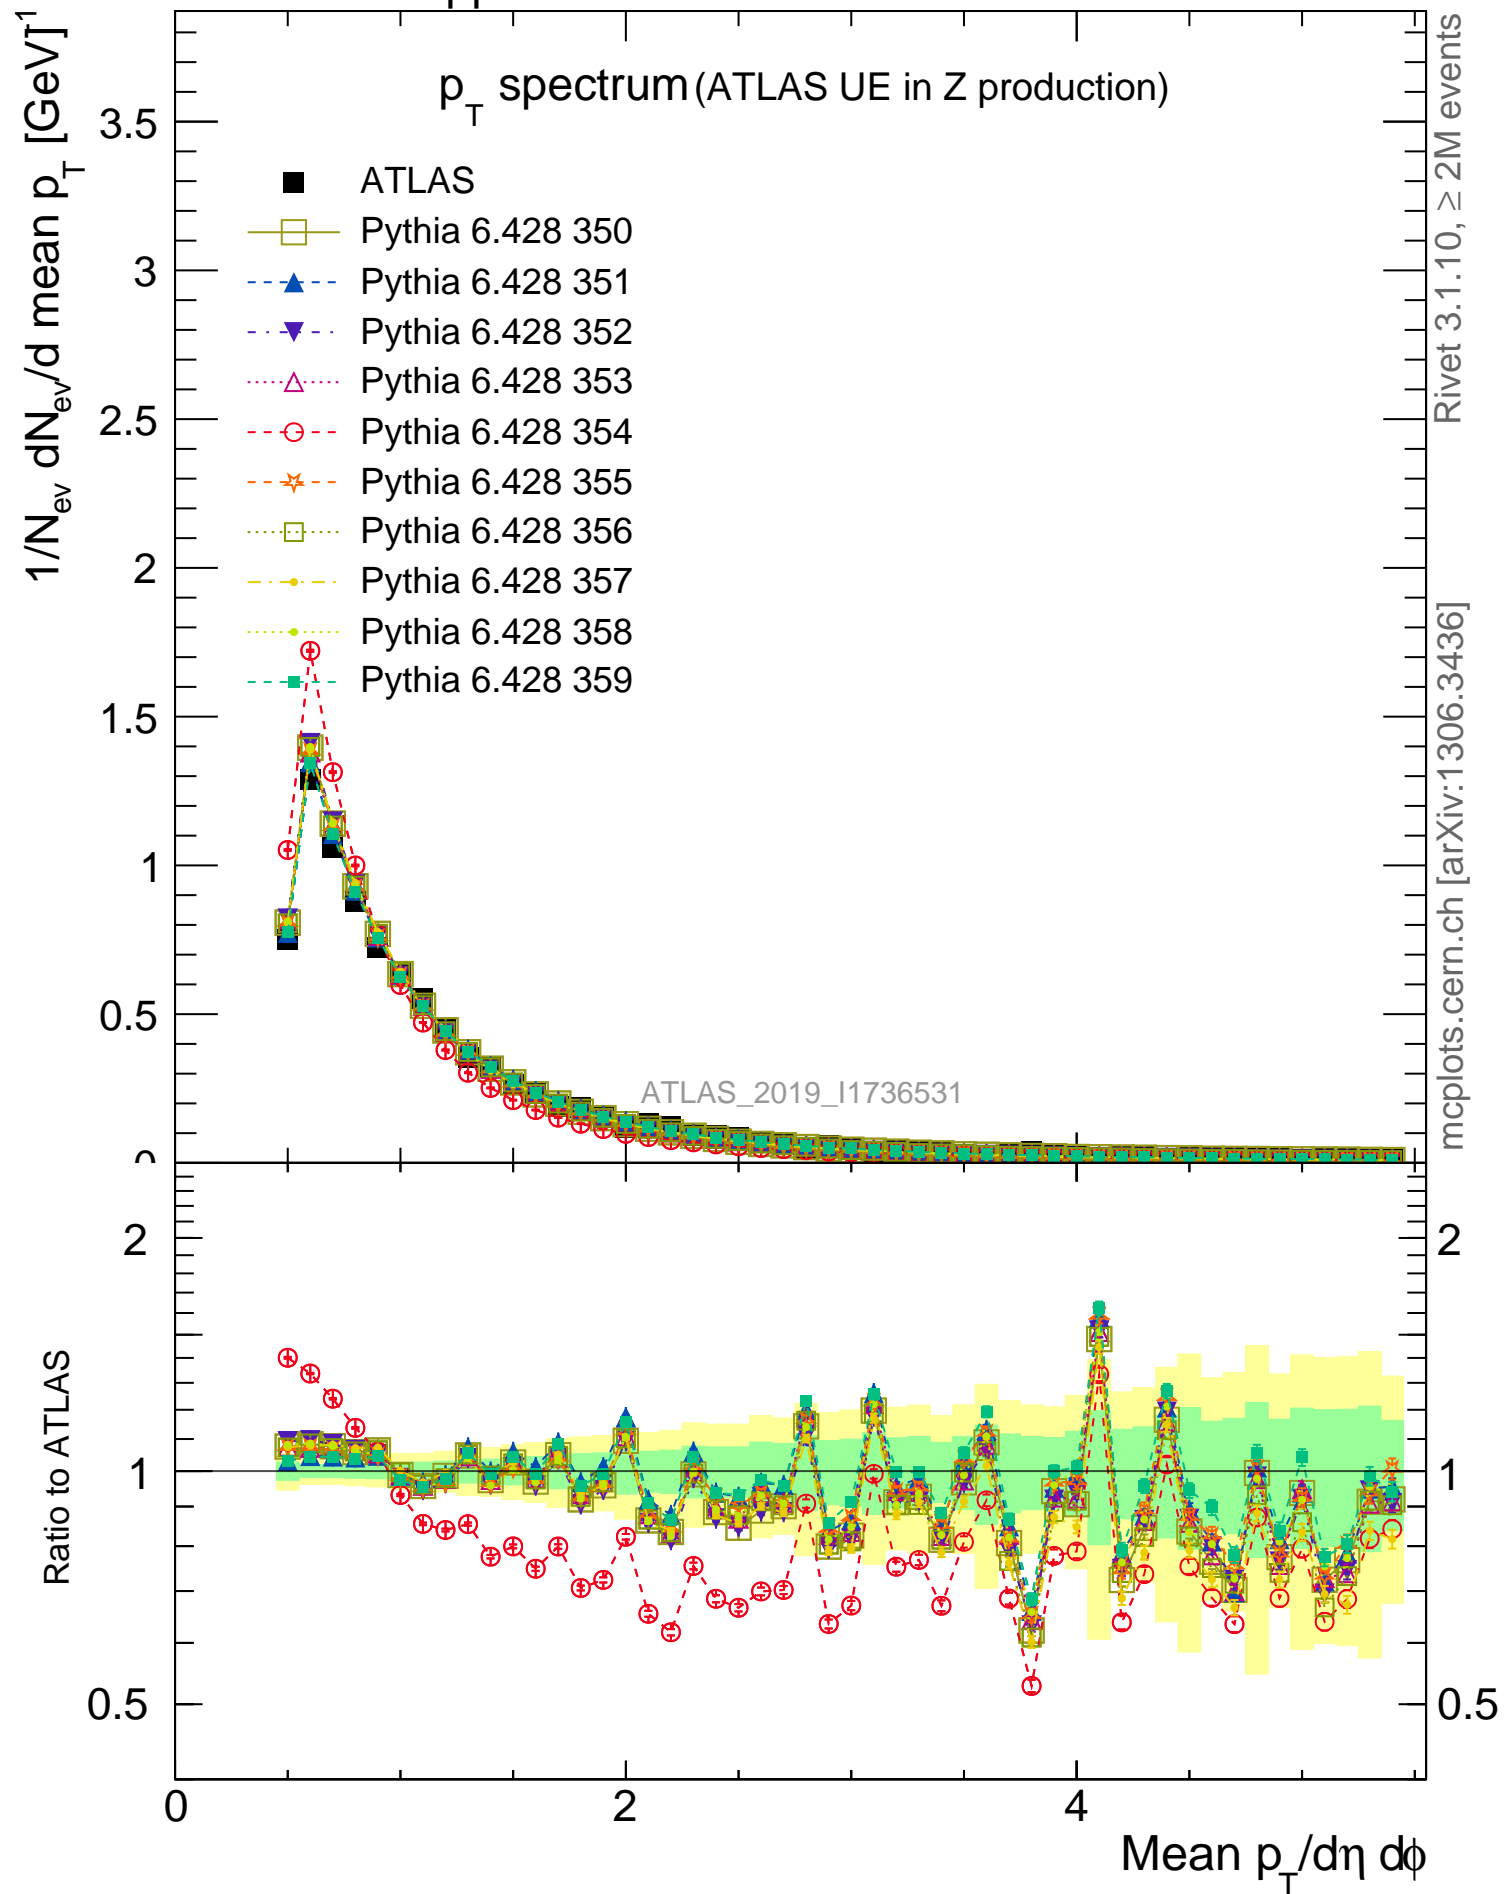 1/N_ev dN_ev/d mean p_T [GeV]^-1
p_T spectrum (ATLAS UE in Z production)
ATLAS
Pythia 6.428 350
Pythia 6.428 351
Pythia 6.428 352
Pythia 6.428 353
Pythia 6.428 354
Pythia 6.428 355
Pythia 6.428 356
Pythia 6.428 357
Pythia 6.428 358
Pythia 6.428 359
3.5
3
2.5
2
1.5
1
0.5
0
ATLAS_2019_I1736531
Rivet 3.1.10, ≥ 2M events
mcplots.cern.ch [arXiv:1306.3436]
Ratio to ATLAS
2
1
0.5
2
1
0.5
0
2
4
Mean p_T/dη dϕ